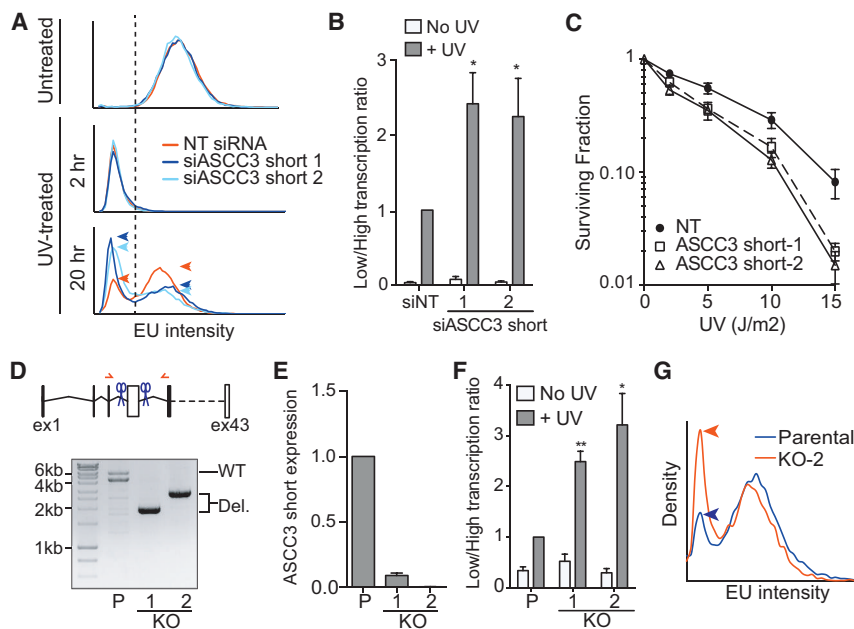 A
Untreated
UV-treated
2 hr
20 hr
NT siRNA
siASCC3 short 1
siASCC3 short 2
EU intensity
B
No UV
+ UV
Low/High transcription ratio
3
2
1
0
*
*
siNT
1
2
siASCC3 short
C
Surviving Fraction
1
0.10
0.01
NT
ASCC3 short-1
ASCC3 short-2
0
5
10
15
UV (J/m2)
D
ex1
ex43
6kb
4kb
2kb
1kb
WT
Del.
P
1
2
KO
E
ASCC3 short expression
1.5
1.0
0.5
0.0
P
1
2
KO
F
No UV
+ UV
Low/High transcription ratio
4
3
2
1
0
**
*
P
1
2
KO
G
Parental
KO-2
Density
EU intensity